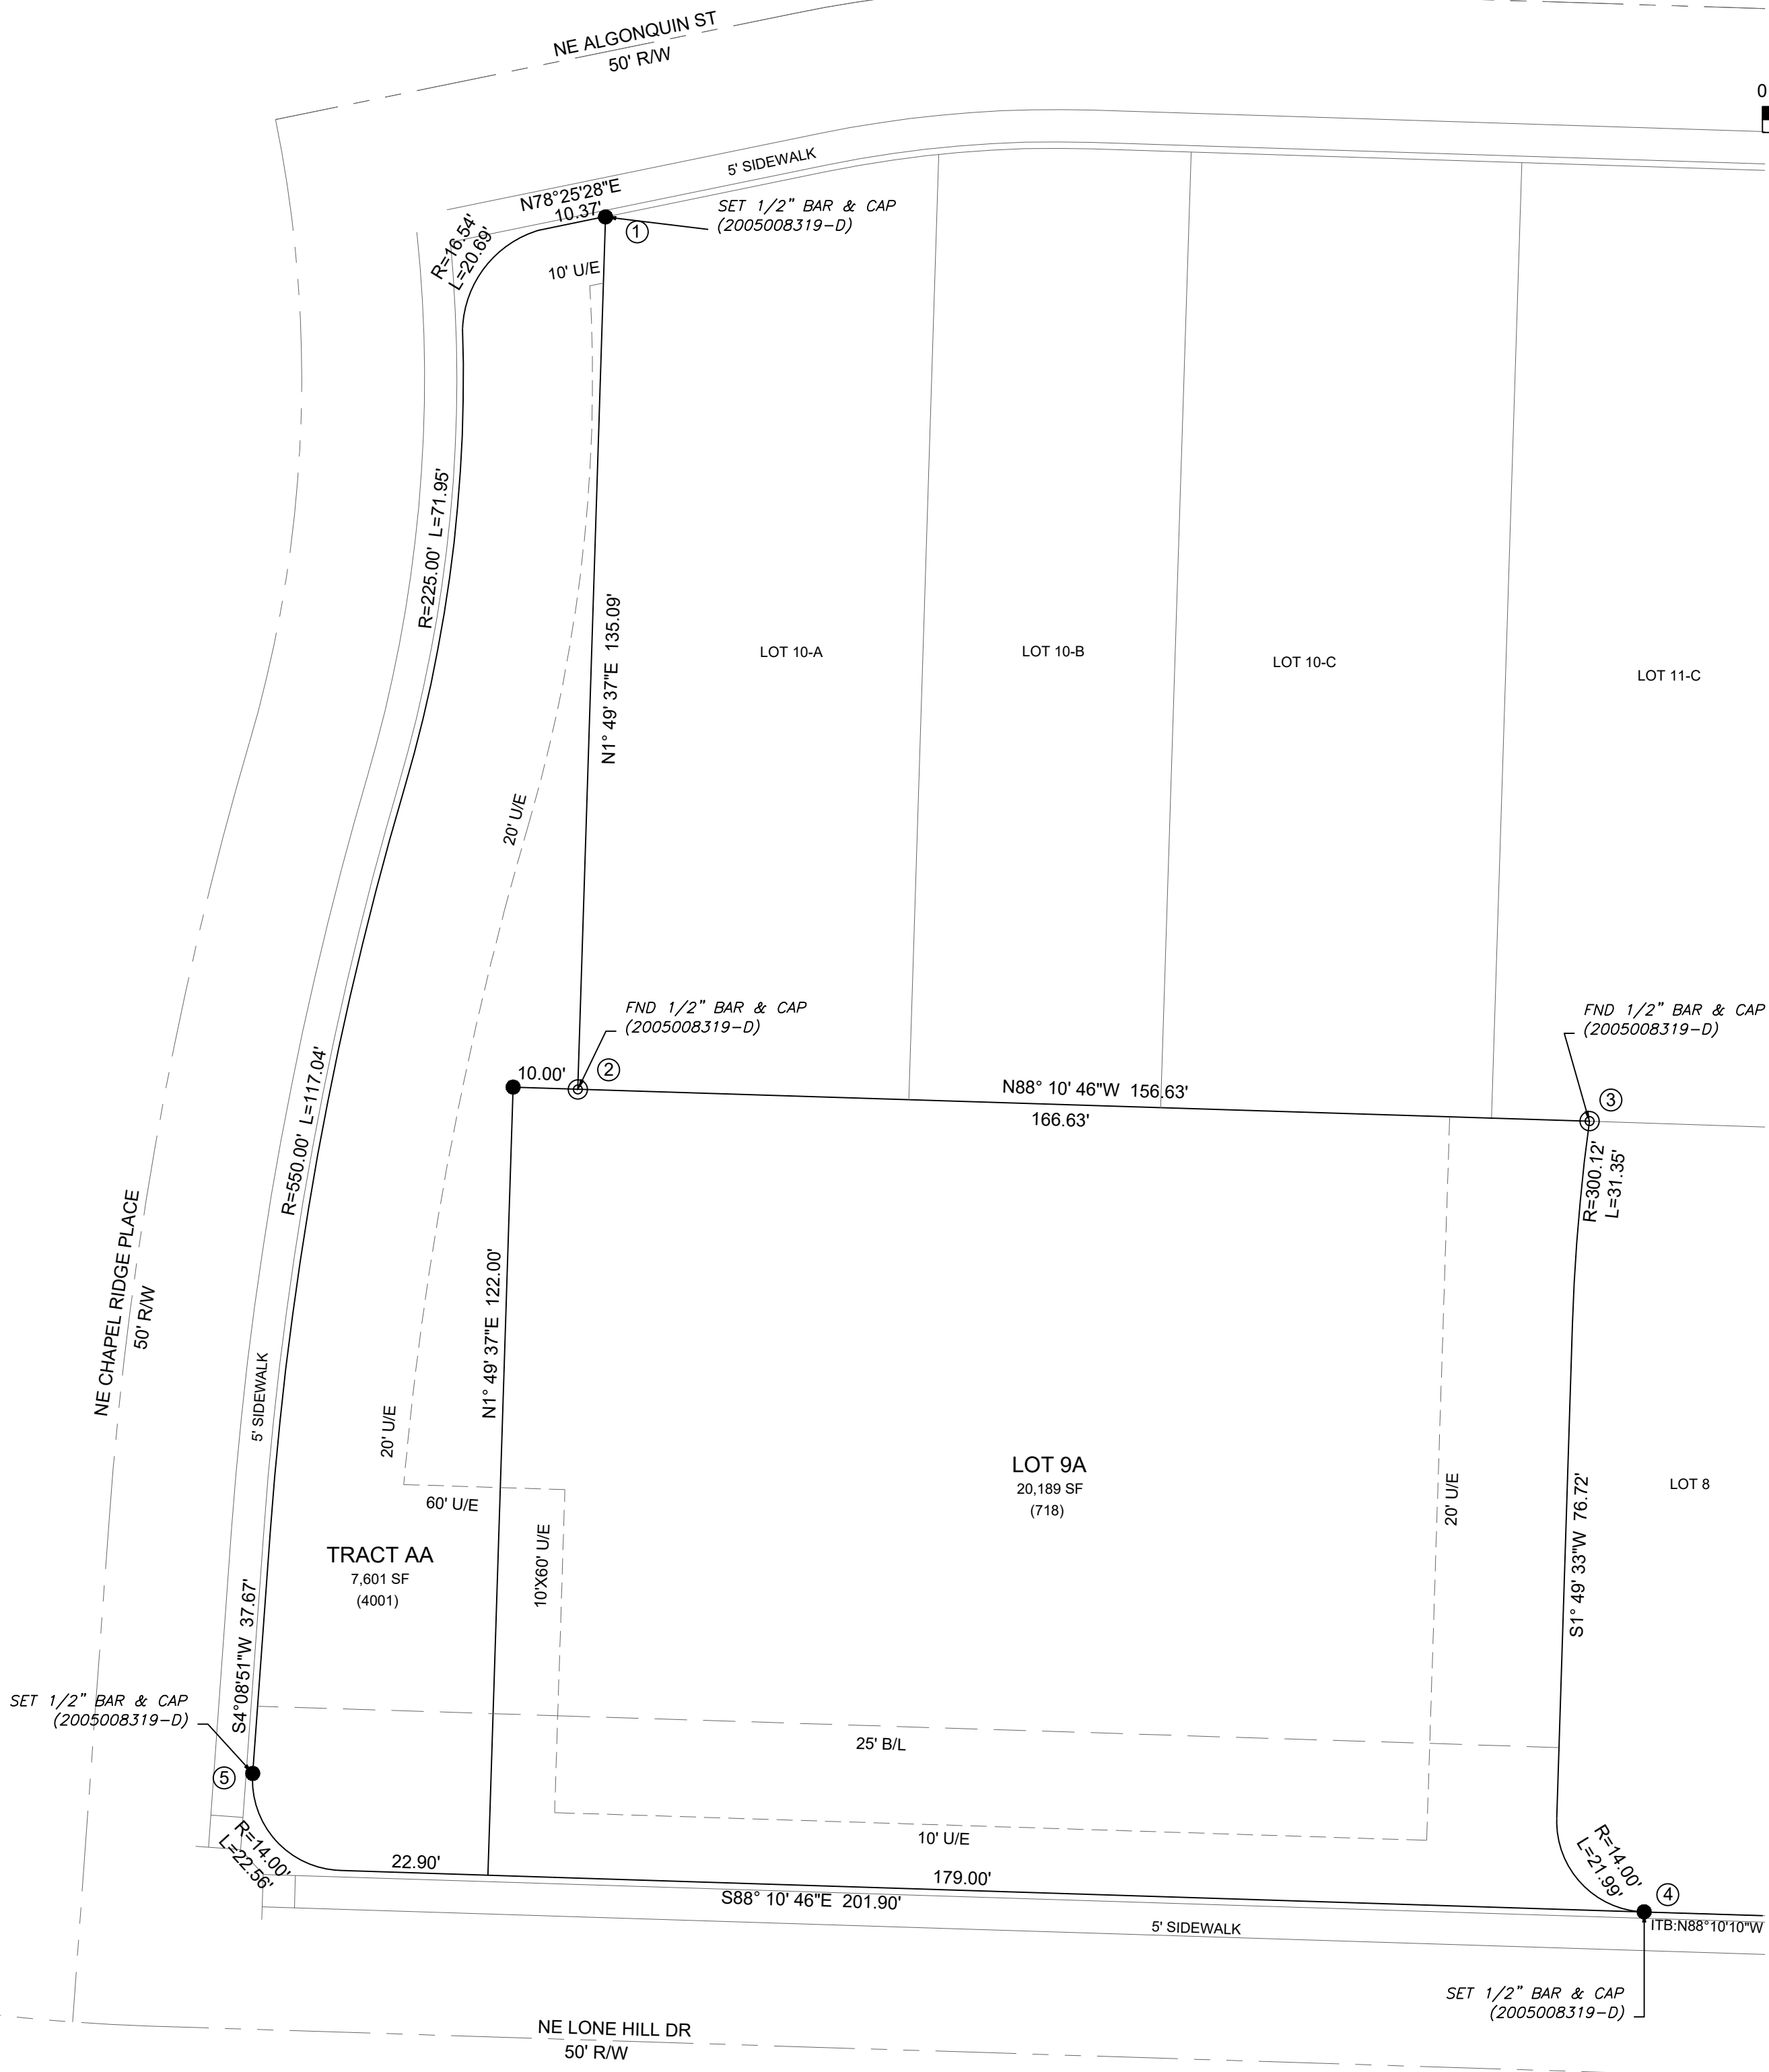 NE ALGONQUIN ST
50' R/W
0
5' SIDEWALK
N78°25'28"E
10.37'
SET 1/2" BAR & CAP
(2005008319-D)
1
R=16.54'
L=20.69'
10' U/E
R=225.00' L=71.95'
N1° 49' 37"E 135.09'
LOT 10-A
LOT 10-B
LOT 10-C
LOT 11-C
20' U/E
FND 1/2" BAR & CAP
(2005008319-D)
FND 1/2" BAR & CAP
(2005008319-D)
10.00'
2
N88° 10' 46"W 156.63'
166.63'
3
R=300.12'
L=31.35'
R=550.00' L=117.04'
NE CHAPEL RIDGE PLACE
50' R/W
N1° 49' 37"E 122.00'
5' SIDEWALK
20' U/E
60' U/E
10'X60' U/E
LOT 9A
20,189 SF
(718)
20' U/E
S1° 49' 33"W 76.72'
LOT 8
TRACT AA
7,601 SF
(4001)
S4°08'51"W 37.67'
SET 1/2" BAR & CAP
(2005008319-D)
5
25' B/L
R=14.00'
L=22.56'
22.90'
10' U/E
179.00'
S88° 10' 46"E 201.90'
R=14.00'
L=21.99'
4
ITB:N88°10'10"W
5' SIDEWALK
SET 1/2" BAR & CAP
(2005008319-D)
NE LONE HILL DR
50' R/W